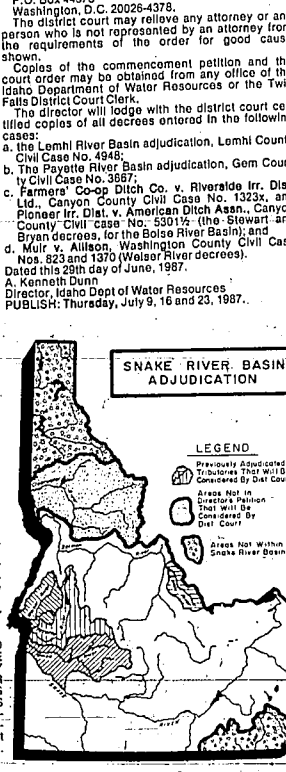 Washington, D.C. 20026-4378.
The district court may relieve any attorney or an
person who is not represented by an attorney fror
the requirements of the order for good caus
shown.
Copies of the commencement petition and th
court order may be obtained from any office of th
Idaho Department of Water Resources or the Twi
Falls District Court Clerk.
The director will lodge with the district court ce
tified copies of all decrees entered in the followin
cases:
a. the Lemhi River Basin adjudication, Lemhi Count
Civil Case No. 4948;
b. The Payette River Basin adjudication, Gem Cour
ty Civil Case No. 3667;
c. Farmers' Co-op Ditch Co. v. Riverside Irr. Dis
Ltd., Canyon County Civil Case No. 1323x, an
Pioneer Irr. Dist. v. American Ditch Assn., Canyo
County Civil case No. 5301½ (the Stewart an
Bryan decrees, for the Boise River Basin); and
d. Muir v. Allison, Washington County Civil Cas
Nos. 823 and 1370 (Weiser River decrees).
Dated this 29th day of June, 1987.
A. Kenneth Dunn
Director, Idaho Dept of Water Resources
PUBLISH: Thursday, July 9, 16 and 23, 1987.
SNAKE RIVER BASIN
ADJUDICATION
LEGEND
Previously Adjudicated
Tributaries That Will B
Considered By Dist Cou
Areas Not In
Director's Petition
That Will Be
Considered By
Dist Court
Areas Not Within
Snake River Basin